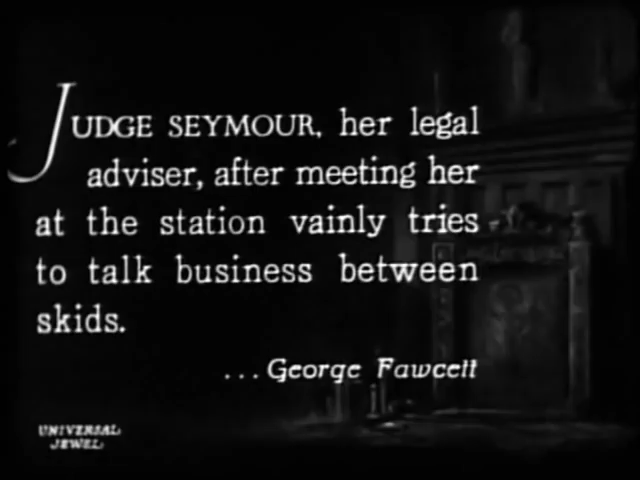 JUDGE SEYMOUR, her legal
adviser, after meeting her
at the station vainly tries
to talk business between
skids.
...George Fawcett
UNIVERSAL
JEWEL